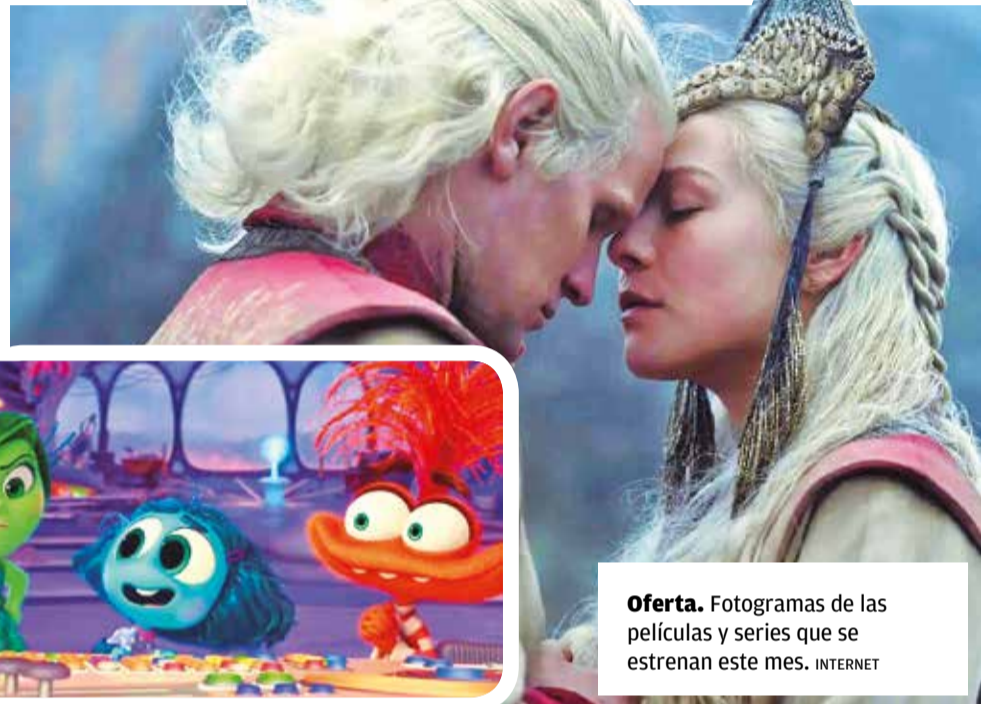 Oferta. Fotogramas de las
películas y series que se
estrenan este mes. INTERNET